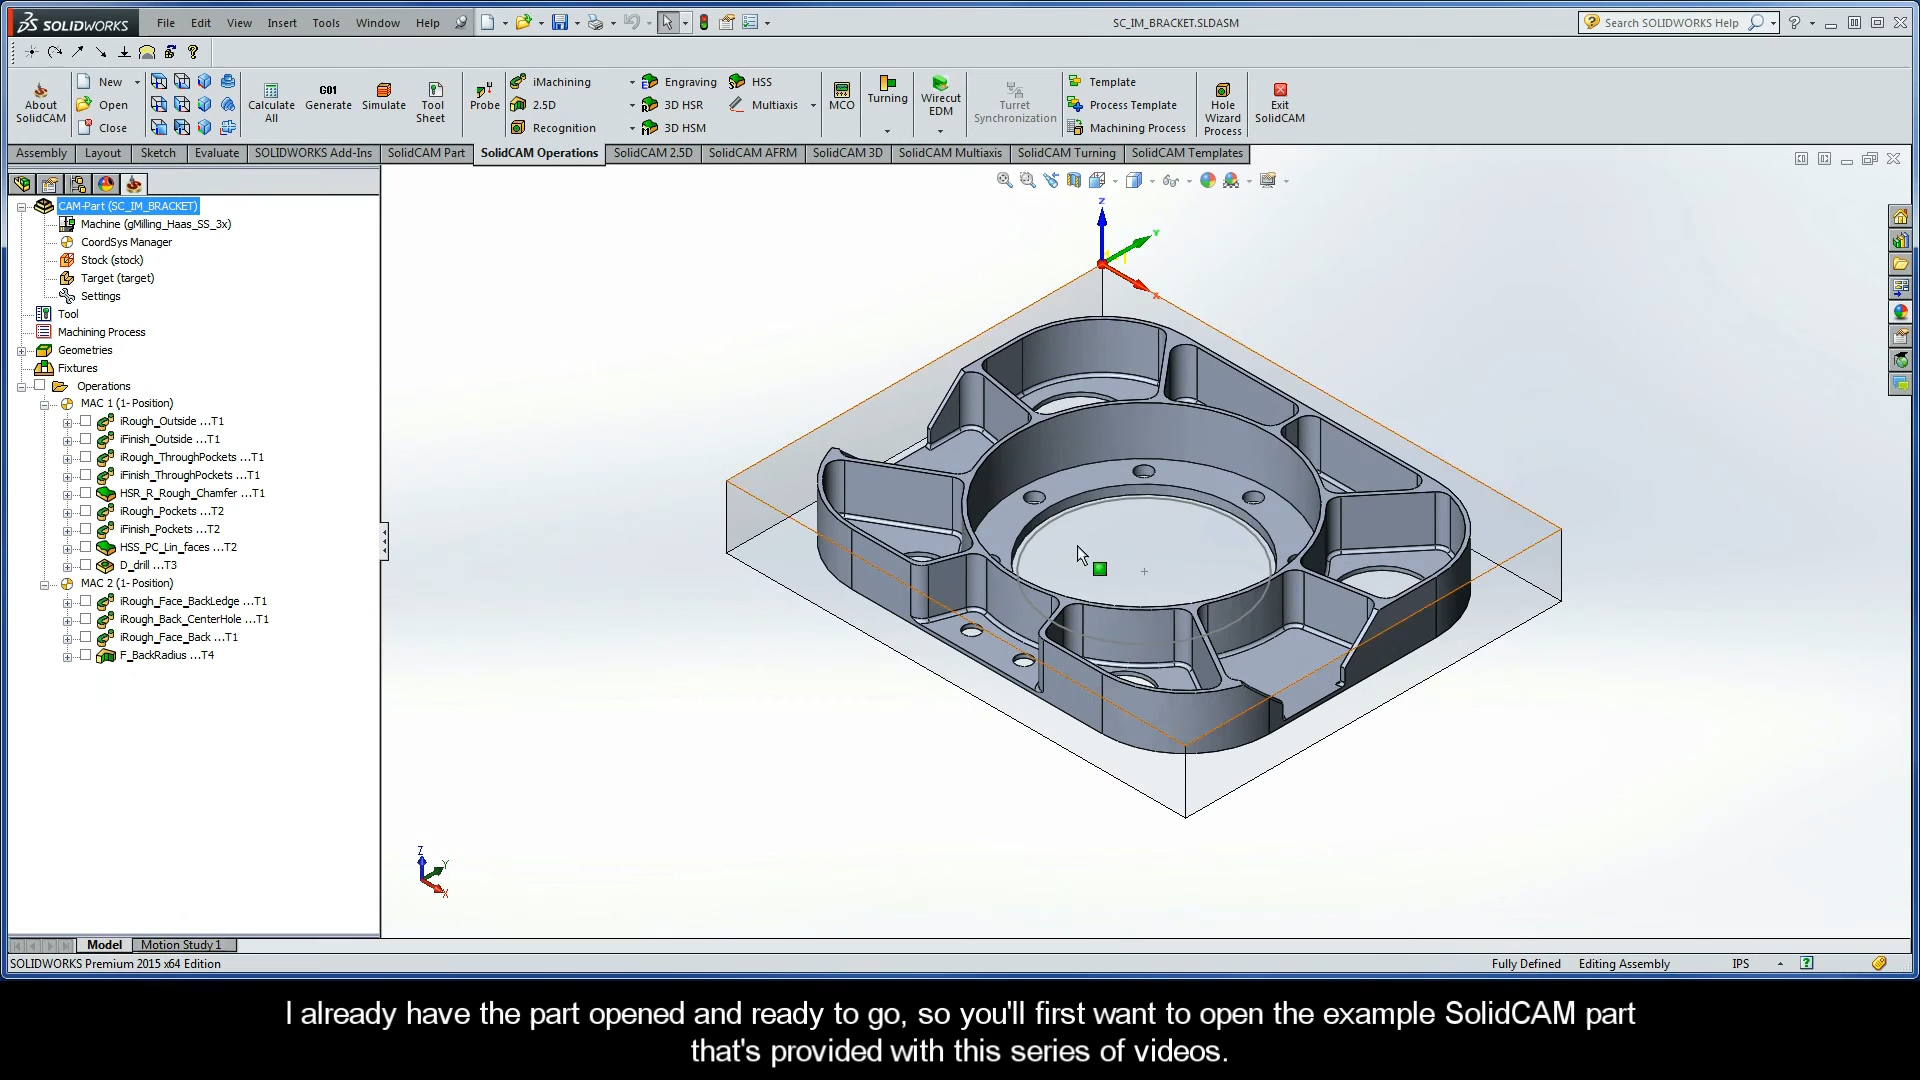 SOLIDWORKS File Edit View Insert Tools Window Help SC_IM_BRACKET.SLDASM Search SOLIDWORKS Help
About SolidCAM
New
Open
Close
Calculate All
G01 Generate
Simulate
Tool Sheet
Probe
iMachining
2.5D
Recognition
Engraving
3D HSR
3D HSM
HSS
Multiaxis
MCO
Turning
Wirecut EDM
Turret Synchronization
Template
Process Template
Machining Process
Hole Wizard Process
Exit SolidCAM
Assembly Layout Sketch Evaluate SOLIDWORKS Add-Ins SolidCAM Part SolidCAM Operations SolidCAM 2.5D SolidCAM AFRM SolidCAM 3D SolidCAM Multiaxis SolidCAM Turning SolidCAM Templates
CAM-Part (SC_IM_BRACKET)
Machine (gMilling_Haas_SS_3x)
CoordSys Manager
Stock (stock)
Target (target)
Settings
Tool
Machining Process
Geometries
Fixtures
Operations
MAC 1 (1- Position)
iRough_Outside ...T1
iFinish_Outside ...T1
iRough_ThroughPockets ...T1
iFinish_ThroughPockets ...T1
HSR_R_Rough_Chamfer ...T1
iRough_Pockets ...T2
iFinish_Pockets ...T2
HSS_PC_Lin_faces ...T2
D_drill ...T3
MAC 2 (1- Position)
iRough_Face_BackLedge ...T1
iRough_Back_CenterHole ...T1
iRough_Face_Back ...T1
F_BackRadius ...T4
Z
Y
X
Z
Y
X
Model Motion Study 1
SOLIDWORKS Premium 2015 x64 Edition Fully Defined Editing Assembly IPS
I already have the part opened and ready to go, so you'll first want to open the example SolidCAM part
that's provided with this series of videos.